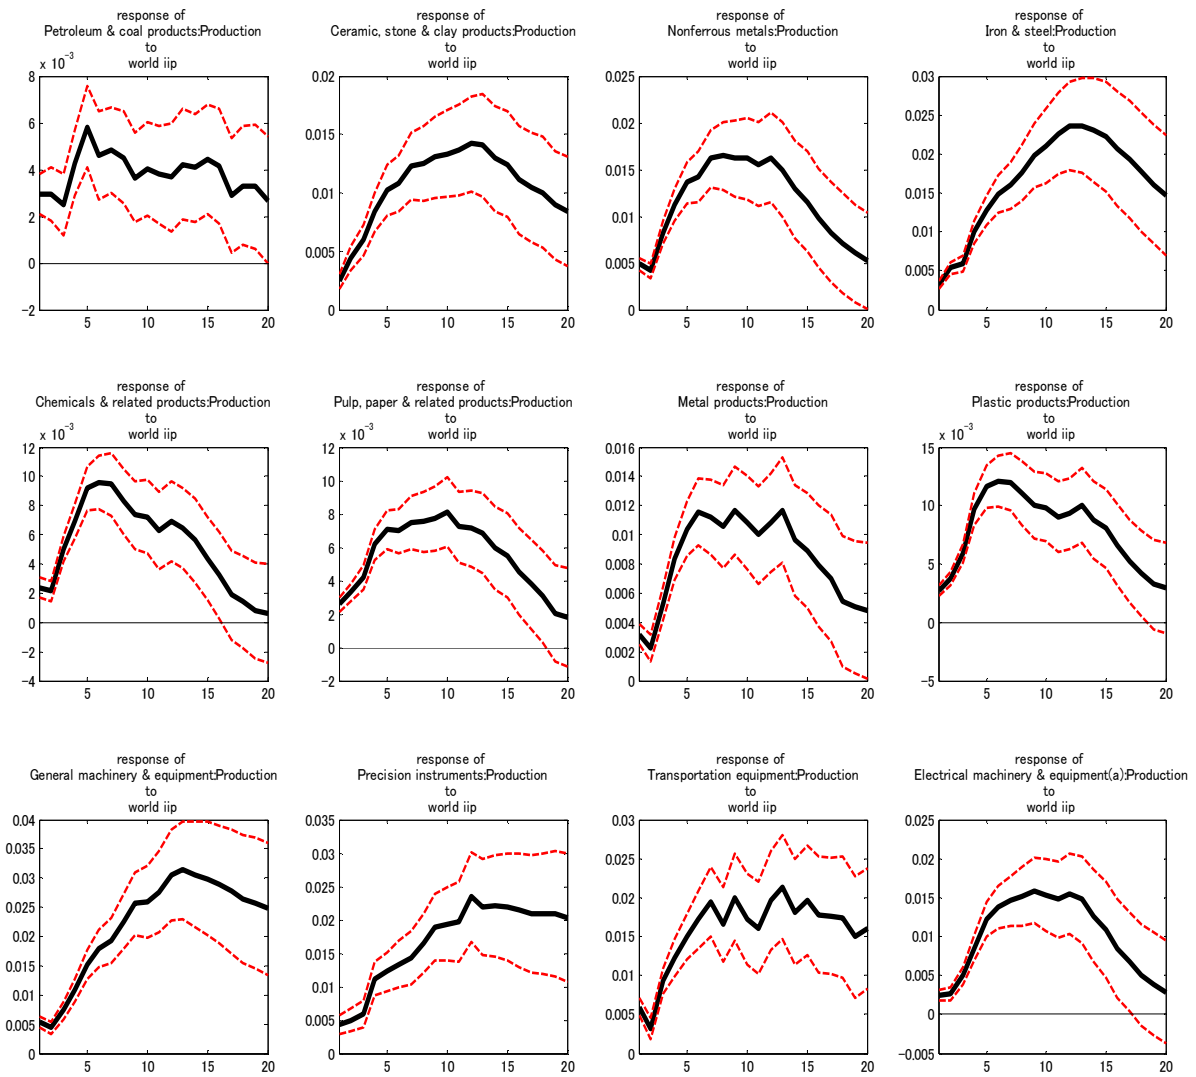 response of
Petroleum & coal products:Production
to
world iip
x 10^-3
8
6
4
2
0
-2
5 10 15 20
response of
Ceramic, stone & clay products:Production
to
world iip
0.02
0.015
0.01
0.005
0
5 10 15 20
response of
Nonferrous metals:Production
to
world iip
0.025
0.02
0.015
0.01
0.005
0
5 10 15 20
response of
Iron & steel:Production
to
world iip
0.03
0.025
0.02
0.015
0.01
0.005
0
5 10 15 20
response of
Chemicals & related products:Production
to
world iip
x 10^-3
12
10
8
6
4
2
0
-2
-4
5 10 15 20
response of
Pulp, paper & related products:Production
to
world iip
x 10^-3
12
10
8
6
4
2
0
-2
5 10 15 20
response of
Metal products:Production
to
world iip
0.016
0.014
0.012
0.01
0.008
0.006
0.004
0.002
0
5 10 15 20
response of
Plastic products:Production
to
world iip
x 10^-3
15
10
5
0
-5
5 10 15 20
response of
General machinery & equipment:Production
to
world iip
0.04
0.035
0.03
0.025
0.02
0.015
0.01
0.005
0
5 10 15 20
response of
Precision instruments:Production
to
world iip
0.035
0.03
0.025
0.02
0.015
0.01
0.005
0
5 10 15 20
response of
Transportation equipment:Production
to
world iip
0.03
0.025
0.02
0.015
0.01
0.005
0
5 10 15 20
response of
Electrical machinery & equipment(a):Production
to
world iip
0.025
0.02
0.015
0.01
0.005
0
-0.005
5 10 15 20